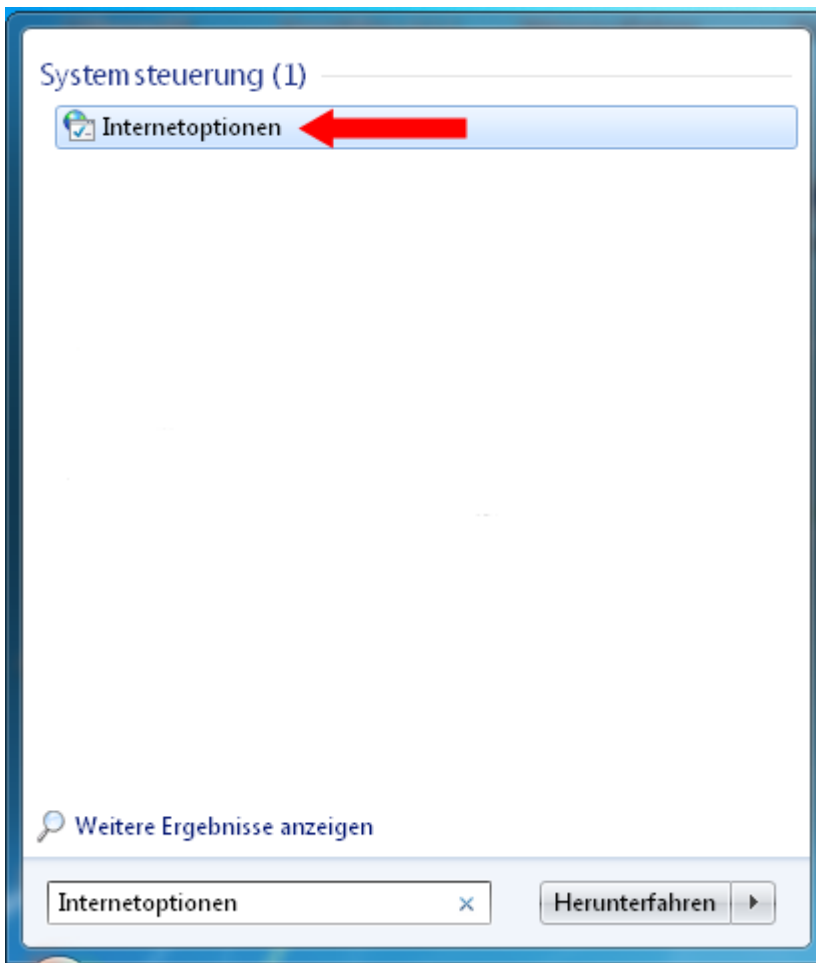 Systemsteuerung (1)
Internetoptionen
Weitere Ergebnisse anzeigen
Internetoptionen
Herunterfahren